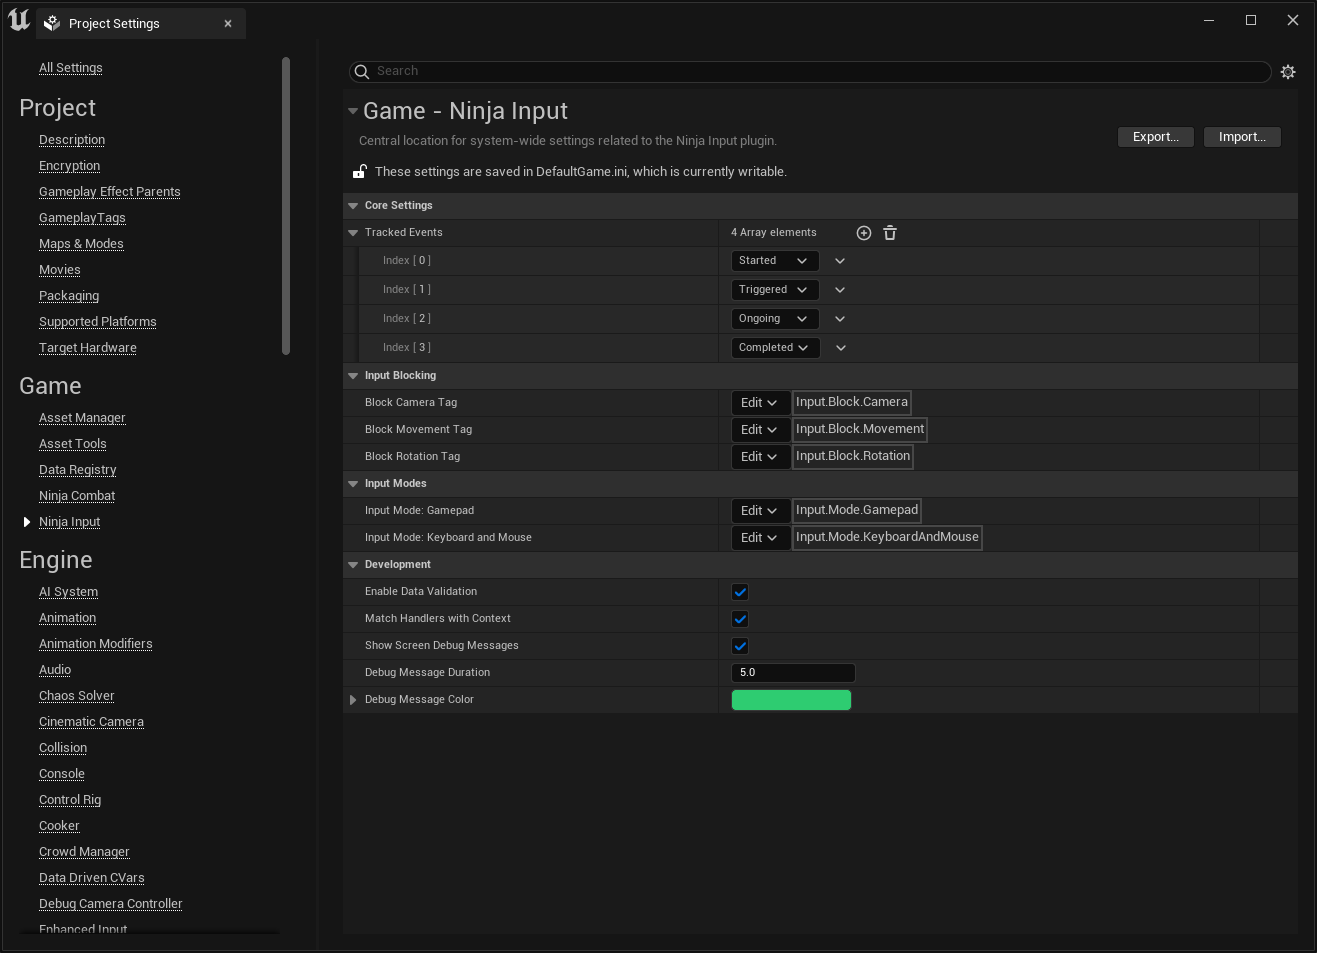 Project Settings
All Settings
Project
Description
Encryption
Gameplay Effect Parents
GameplayTags
Maps & Modes
Movies
Packaging
Supported Platforms
Target Hardware
Game
Asset Manager
Asset Tools
Data Registry
Ninja Combat
Ninja Input
Engine
AI System
Animation
Animation Modifiers
Audio
Chaos Solver
Cinematic Camera
Collision
Console
Control Rig
Cooker
Crowd Manager
Data Driven CVars
Debug Camera Controller
Enhanced Input
Search
Game - Ninja Input
Central location for system-wide settings related to the Ninja Input plugin.
Export... Import...
These settings are saved in DefaultGame.ini, which is currently writable.
Core Settings
Tracked Events 4 Array elements
Index [ 0 ] Started
Index [ 1 ] Triggered
Index [ 2 ] Ongoing
Index [ 3 ] Completed
Input Blocking
Block Camera Tag Edit Input.Block.Camera
Block Movement Tag Edit Input.Block.Movement
Block Rotation Tag Edit Input.Block.Rotation
Input Modes
Input Mode: Gamepad Edit Input.Mode.Gamepad
Input Mode: Keyboard and Mouse Edit Input.Mode.KeyboardAndMouse
Development
Enable Data Validation
Match Handlers with Context
Show Screen Debug Messages
Debug Message Duration 5.0
Debug Message Color